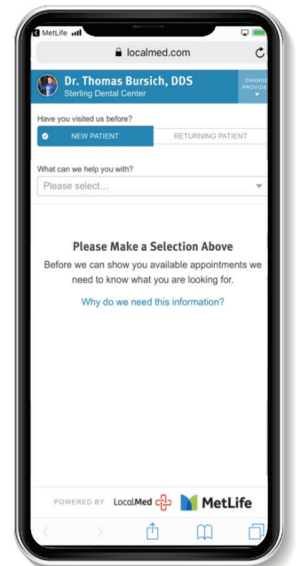 MetLife
localmed.com
Dr. Thomas Bursich, DDS
Sterling Dental Center
CHANGE
PROVIDER
Have you visited us before?
NEW PATIENT RETURNING PATIENT
What can we help you with?
Please select...
Please Make a Selection Above
Before we can show you available appointments we
need to know what you are looking for.
Why do we need this information?
POWERED BY LocalMed MetLife